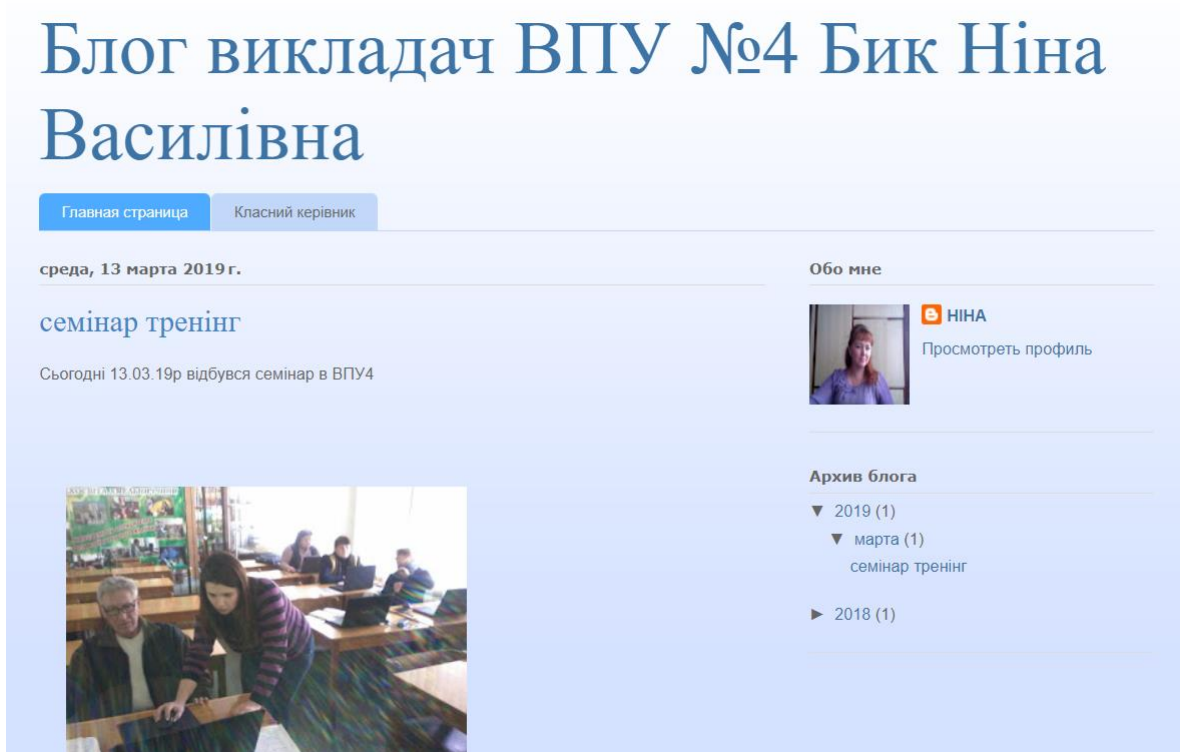 Блог викладач ВПУ №4 Бик Ніна
Василівна
Главная страница
Класний керівник
среда, 13 марта 2019 г.
семінар тренінг
Сьогодні 13.03.19р відбувся семінар в ВПУ4
Обо мне
НІНА
Просмотреть профиль
Архив блога
▼ 2019 (1)
▼ марта (1)
семінар тренінг
► 2018 (1)